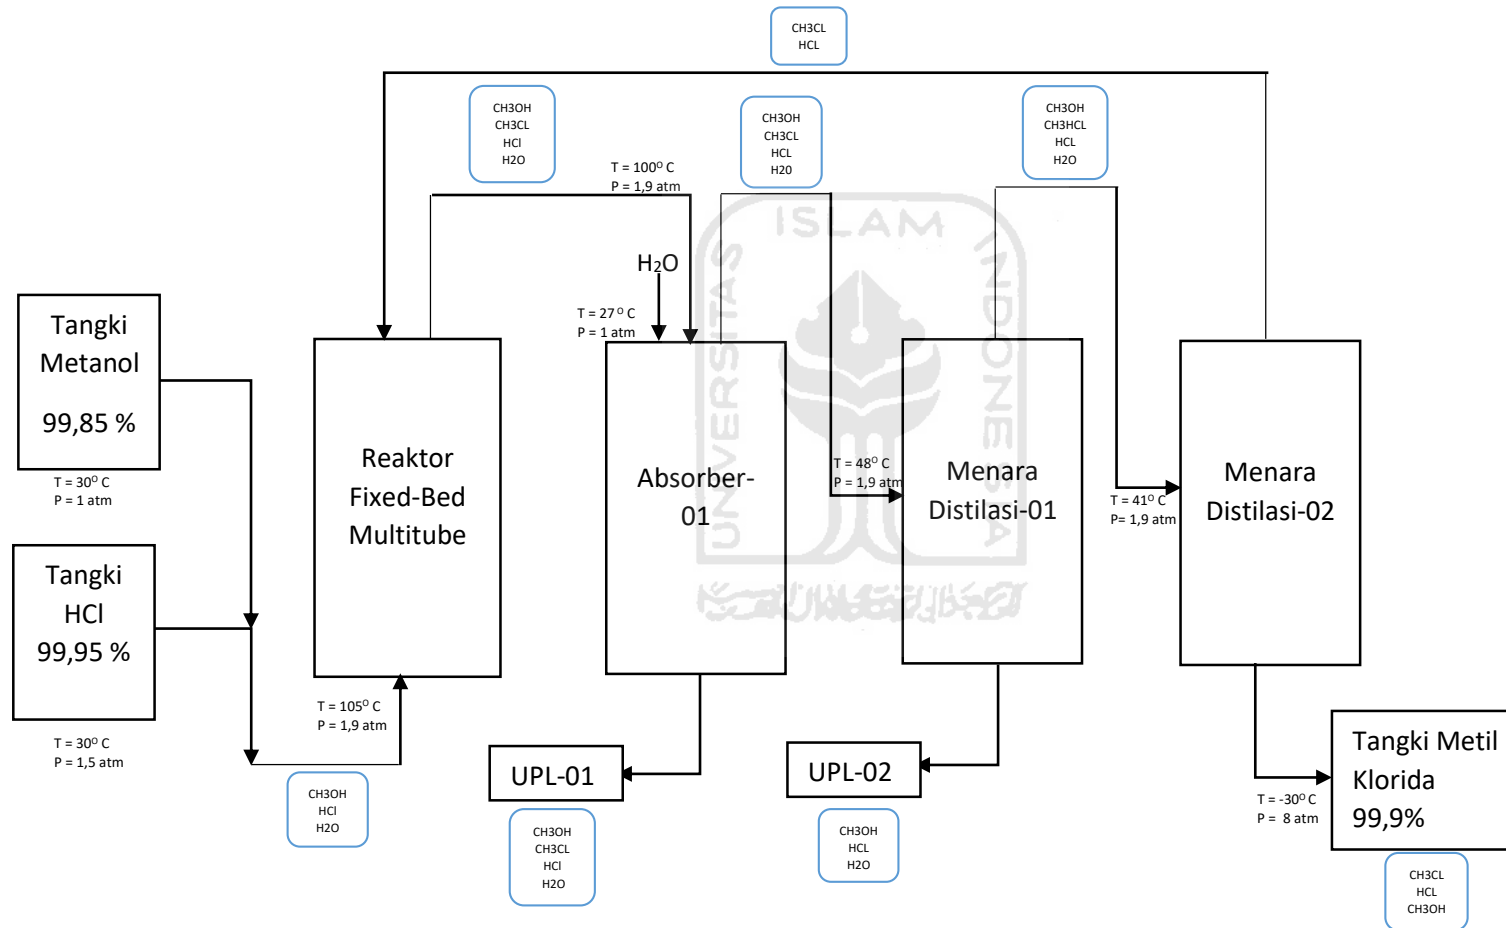 CH3CL
HCL
CH3OH
CH3CL
HCl
H2O
CH3OH
CH3CL
HCL
H20
CH3OH
CH3HCL
HCL
H2O
T = 100⁰ C
P = 1,9 atm
H₂O
T = 27⁰ C
P = 1 atm
Tangki
Metanol
99,85 %
T = 30⁰ C
P = 1 atm
Tangki
HCl
99,95 %
T = 30⁰ C
P = 1,5 atm
Reaktor
Fixed-Bed
Multitube
T = 105⁰ C
P = 1,9 atm
CH3OH
HCl
H2O
Absorber-
01
T = 48⁰ C
P = 1,9 atm
Menara
Distilasi-01
T = 41⁰ C
P= 1,9 atm
Menara
Distilasi-02
UPL-01
CH3OH
CH3CL
HCl
H2O
UPL-02
CH3OH
HCL
H2O
T = -30⁰ C
P =  8 atm
Tangki Metil
Klorida
99,9%
CH3CL
HCL
CH3OH
UNIVERSITAS
ISLAM
INDONESIA